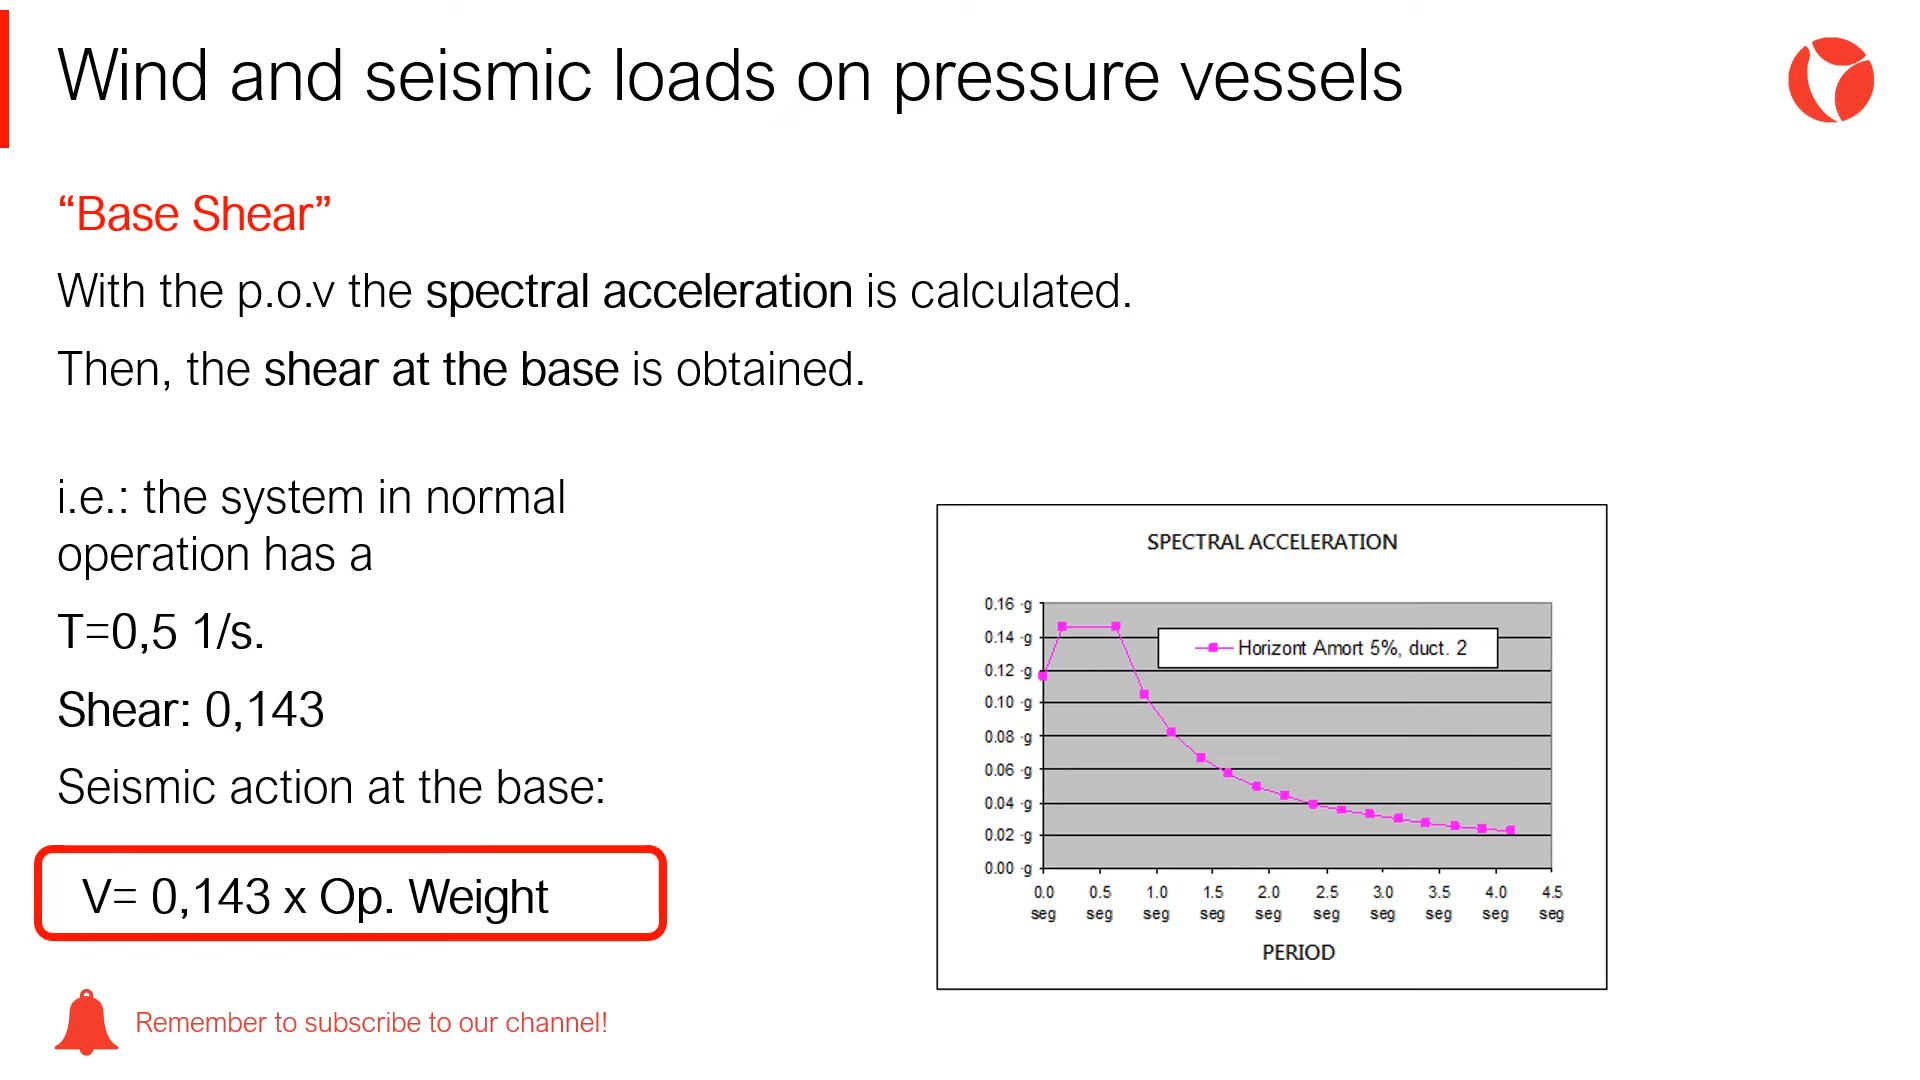 Wind and seismic loads on pressure vessels
“Base Shear”
With the p.o.v the spectral acceleration is calculated.
Then, the shear at the base is obtained.
i.e.: the system in normal
operation has a
T=0,5 1/s.
Shear: 0,143
Seismic action at the base:
V= 0,143 x Op. Weight
Remember to subscribe to our channel!
SPECTRAL ACCELERATION
0.16 -g
0.14 -g
0.12 -g
0.10 -g
0.08 -g
0.06 -g
0.04 -g
0.02 -g
0.00 -g
Horizont Amort 5%, duct. 2
0.0 0.5 1.0 1.5 2.0 2.5 3.0 3.5 4.0 4.5
seg seg seg seg seg seg seg seg seg seg
PERIOD